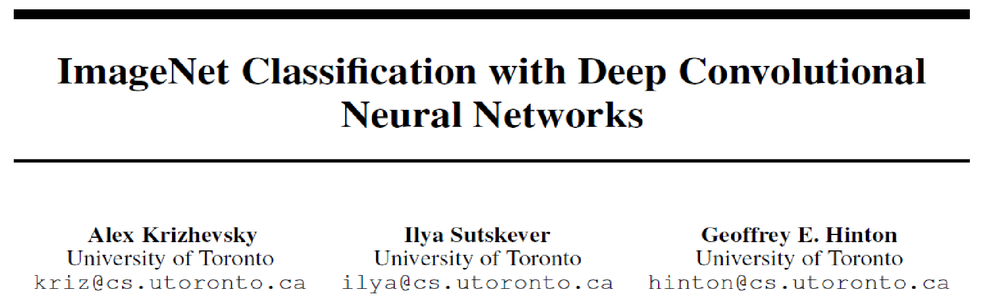 ImageNet Classification with Deep Convolutional
Neural Networks
Alex Krizhevsky
University of Toronto
kriz@cs.utoronto.ca
Ilya Sutskever
University of Toronto
ilya@cs.utoronto.ca
Geoffrey E. Hinton
University of Toronto
hinton@cs.utoronto.ca